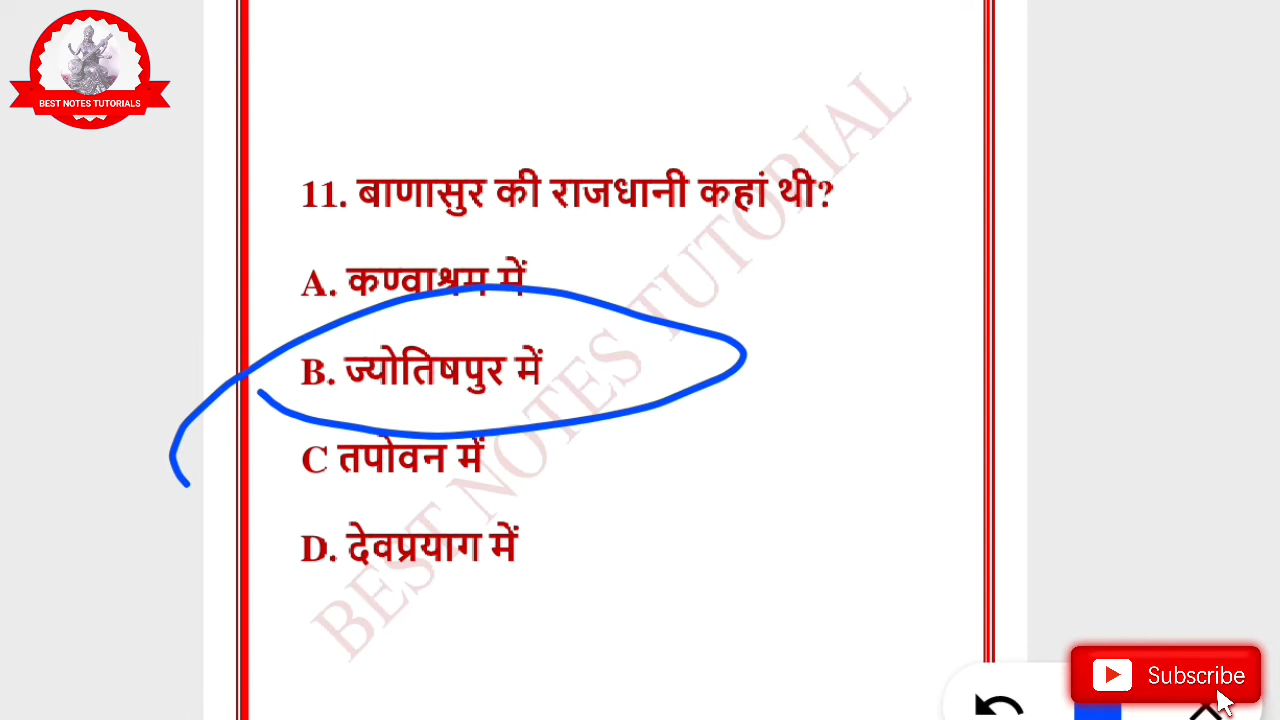 BEST NOTES TUTORIALS
11. बाणासुर की राजधानी कहां थी?
A. कण्वाश्रम में
B. ज्योतिषपुर में
C तपोवन में
D. देवप्रयाग में
BEST NOTES TUTORIAL
Subscribe